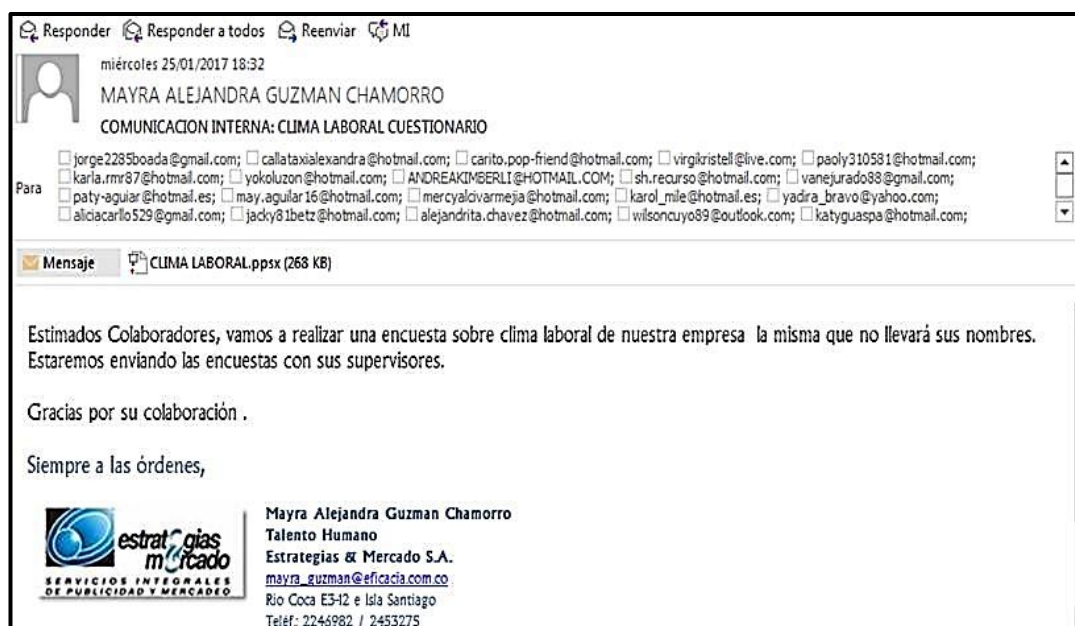 Responder Responder a todos Reenviar MI
miércoles 25/01/2017 18:32
MAYRA ALEJANDRA GUZMAN CHAMORRO
COMUNICACION INTERNA: CLIMA LABORAL CUESTIONARIO
jorge2285boada@gmail.com; callataxialexandra@hotmail.com; carito.pop-friend@hotmail.com; virgikristell@live.com; paoly310581@hotmail.com;
Para karla.rmr87@hotmail.com; yokoluzon@hotmail.com; ANDREAKIMBERLI@HOTMAIL.COM; sh.recurso@hotmail.com; vanejurado88@gmail.com;
paty-aguiar@hotmail.es; may.aguilar16@hotmail.com; mercyalcivarmejia@hotmail.com; karol_mile@hotmail.es; yadira_bravo@yahoo.com;
aliciacarllo529@gmail.com; jacky81betz@hotmail.com; alejandrita.chavez@hotmail.com; wilsoncuyo89@outlook.com; katyguaspa@hotmail.com;
Mensaje CLIMA LABORAL.ppsx (268 KB)
Estimados Colaboradores, vamos a realizar una encuesta sobre clima laboral de nuestra empresa la misma que no llevará sus nombres.
Estaremos enviando las encuestas con sus supervisores.
Gracias por su colaboración .
Siempre a las órdenes,
estratégias
mercado
SERVICIOS INTEGRALES
DE PUBLICIDAD Y MERCADEO
Mayra Alejandra Guzman Chamorro
Talento Humano
Estrategias & Mercado S.A.
mayra_guzman@eficacia.com.co
Rio Coca E3-12 e Isla Santiago
Teléf.: 2246982 / 2453275